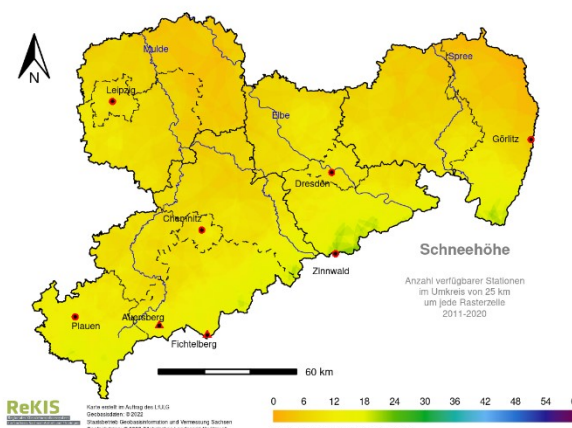 Mulde
Spree
Leipzig
Elbe
Görlitz
Dresden
Chemnitz
Schneehöhe
Zinnwald
Anzahl verfügbarer Stationen
im Umkreis von 25 km
um jede Rasterzelle
2011-2020
Auersberg
Plauen
Fichtelberg
N
60 km
ReKIS
Karte erstellt im Auftrag des LfULG
Geobasisdaten: © 2022
Staatsbetrieb Geobasisinformation und Vermessung Sachsen
0 6 12 18 24 30 36 42 48 54 6